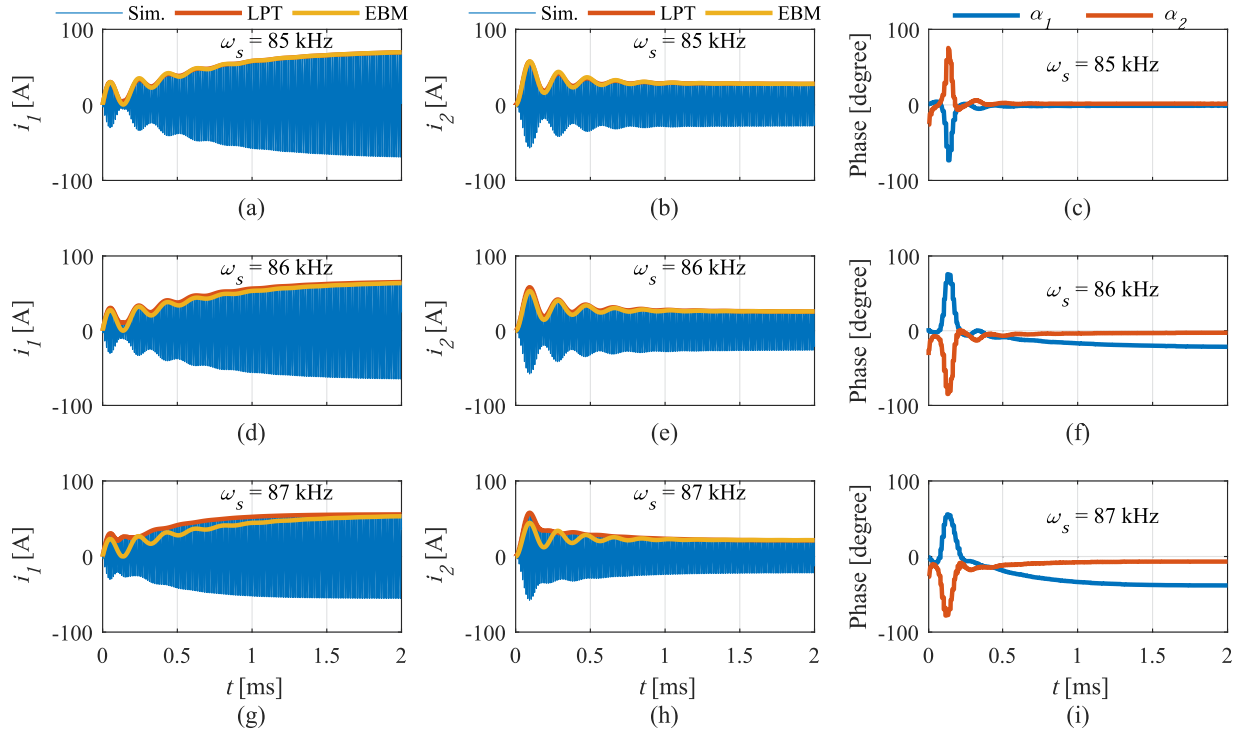 Sim. LPT EBM
Sim. LPT EBM
α1 α2
ωs = 85 kHz
ωs = 85 kHz
ωs = 85 kHz
100
0
-100
i1 [A]
100
0
-100
i2 [A]
100
0
-100
Phase [degree]
(a)
(b)
(c)
ωs = 86 kHz
ωs = 86 kHz
ωs = 86 kHz
100
0
-100
i1 [A]
100
0
-100
i2 [A]
100
0
-100
Phase [degree]
(d)
(e)
(f)
ωs = 87 kHz
ωs = 87 kHz
ωs = 87 kHz
100
0
-100
i1 [A]
100
0
-100
i2 [A]
100
0
-100
Phase [degree]
0 0.5 1 1.5 2
0 0.5 1 1.5 2
0 0.5 1 1.5 2
t [ms]
t [ms]
t [ms]
(g)
(h)
(i)